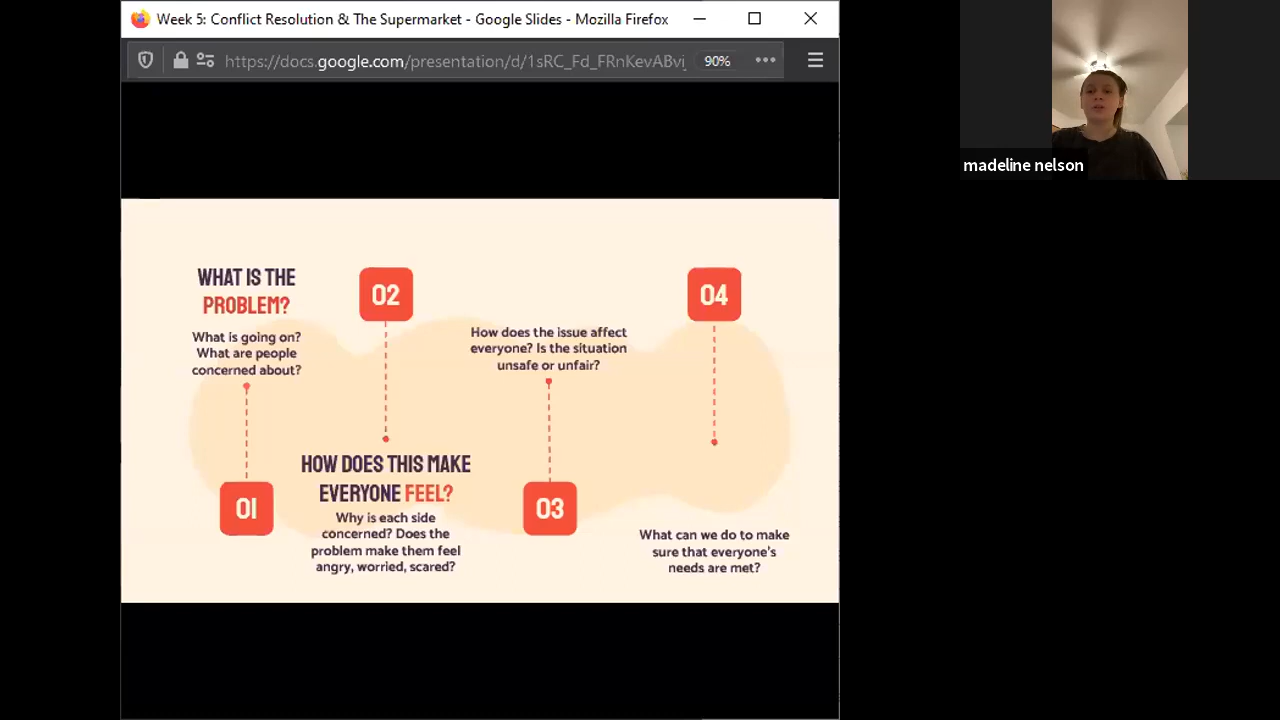 Week 5: Conflict Resolution & The Supermarket - Google Slides - Mozilla Firefox
https://docs.google.com/presentation/d/1sRC_Fd_FRnKevABvi
90%
madeline nelson
WHAT IS THE
PROBLEM?
What is going on?
What are people
concerned about?
01
02
HOW DOES THIS MAKE
EVERYONE FEEL?
Why is each side
concerned? Does the
problem make them feel
angry, worried, scared?
How does the issue affect
everyone? Is the situation
unsafe or unfair?
03
04
What can we do to make
sure that everyone's
needs are met?